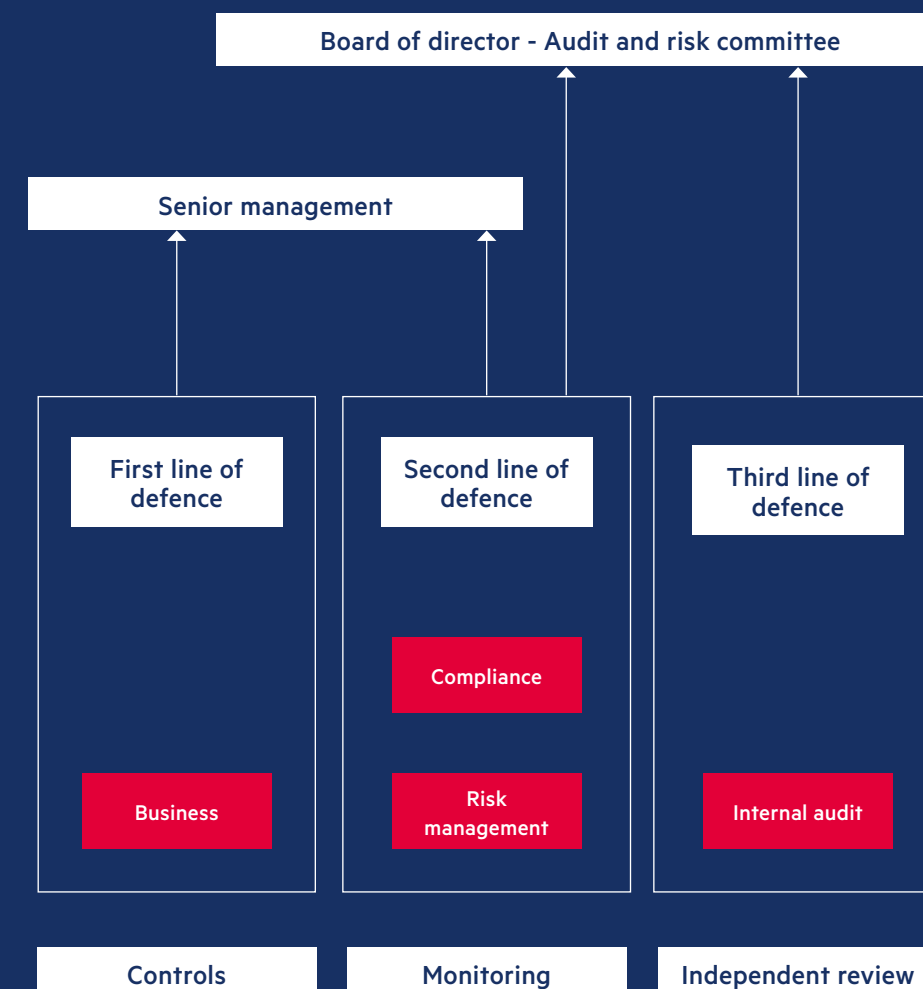 Board of director - Audit and risk committee
Senior management
First line of
defence
Second line of
defence
Third line of
defence
Compliance
Business
Risk
management
Internal audit
Controls
Monitoring
Independent review